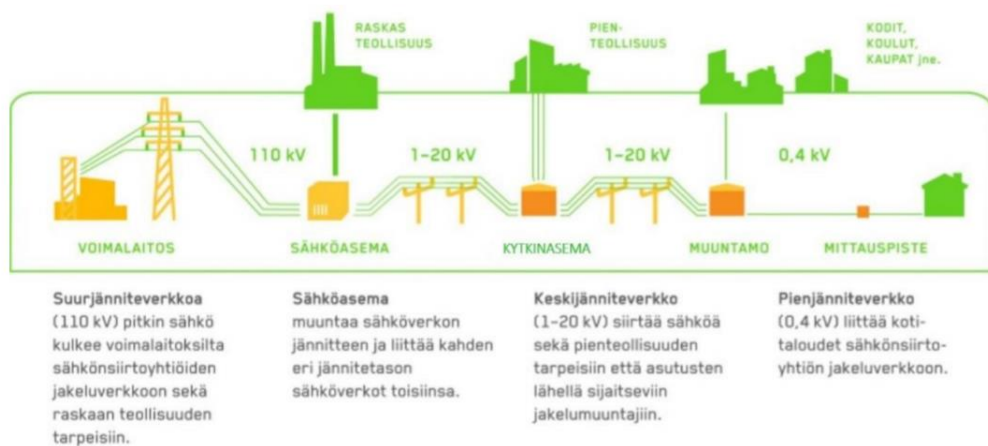 RASKAS
TEOLLISUUS
PIEN-
TEOLLISUUS
KODIT,
KOULUT,
KAUPAT jne.
110 kV
1–20 kV
1–20 kV
0,4 kV
VOIMALAITOS
SÄHKÖASEMA
KYTKINASEMA
MUUNTAMO
MITTAUSPISTE
Suurjänniteverkkoa
(110 kV) pitkin sähkö
kulkee voimalaitoksilta
sähkönsiirtoyhtiöiden
jakeluverkkoon sekä
raskaan teollisuuden
tarpeisiin.
Sähköasema
muuntaa sähköverkon
jännitteen ja liittää kahden
eri jännitetason
sähköverkot toisiinsa.
Keskijänniteverkko
(1–20 kV) siirtää sähköä
sekä pienteollisuuden
tarpeisiin että asutusten
lähellä sijaitseviin
jakelumuuntajiin.
Pienjänniteverkko
(0,4 kV) liittää koti-
taloudet sähkönsiirto-
yhtiön jakeluverkkoon.